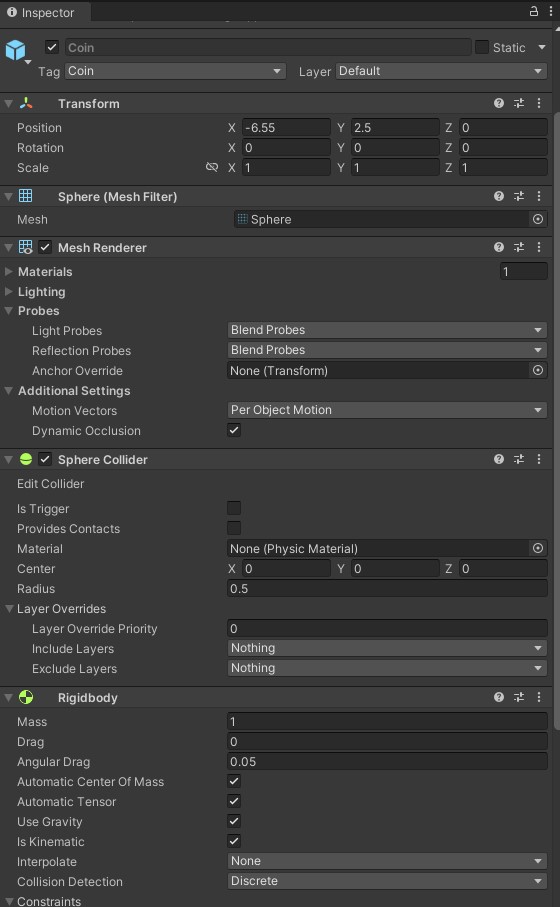 Inspector
Coin Static
Tag Coin Layer Default
Transform
Position X -6.55 Y 2.5 Z 0
Rotation X 0 Y 0 Z 0
Scale X 1 Y 1 Z 1
Sphere (Mesh Filter)
Mesh Sphere
Mesh Renderer
Materials 1
Lighting
Probes
Light Probes Blend Probes
Reflection Probes Blend Probes
Anchor Override None (Transform)
Additional Settings
Motion Vectors Per Object Motion
Dynamic Occlusion
Sphere Collider
Edit Collider
Is Trigger
Provides Contacts
Material None (Physic Material)
Center X 0 Y 0 Z 0
Radius 0.5
Layer Overrides
Layer Override Priority 0
Include Layers Nothing
Exclude Layers Nothing
Rigidbody
Mass 1
Drag 0
Angular Drag 0.05
Automatic Center Of Mass
Automatic Tensor
Use Gravity
Is Kinematic
Interpolate None
Collision Detection Discrete
Constraints